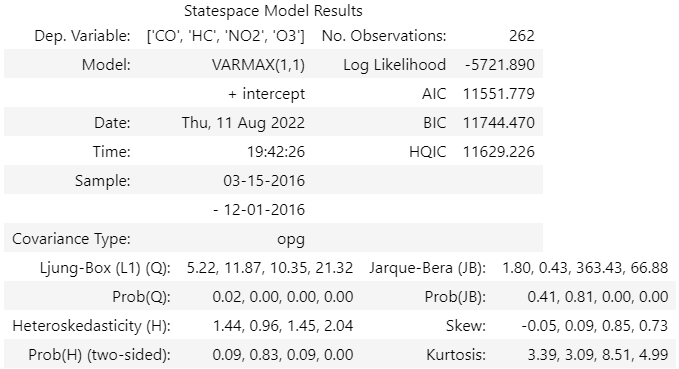 Statespace Model Results
Dep. Variable: ['CO', 'HC', 'NO2', 'O3'] No. Observations: 262
Model: VARMAX(1,1) Log Likelihood -5721.890
+ intercept AIC 11551.779
Date: Thu, 11 Aug 2022 BIC 11744.470
Time: 19:42:26 HQIC 11629.226
Sample: 03-15-2016
- 12-01-2016
Covariance Type: opg
Ljung-Box (L1) (Q): 5.22, 11.87, 10.35, 21.32 Jarque-Bera (JB): 1.80, 0.43, 363.43, 66.88
Prob(Q): 0.02, 0.00, 0.00, 0.00 Prob(JB): 0.41, 0.81, 0.00, 0.00
Heteroskedasticity (H): 1.44, 0.96, 1.45, 2.04 Skew: -0.05, 0.09, 0.85, 0.73
Prob(H) (two-sided): 0.09, 0.83, 0.09, 0.00 Kurtosis: 3.39, 3.09, 8.51, 4.99